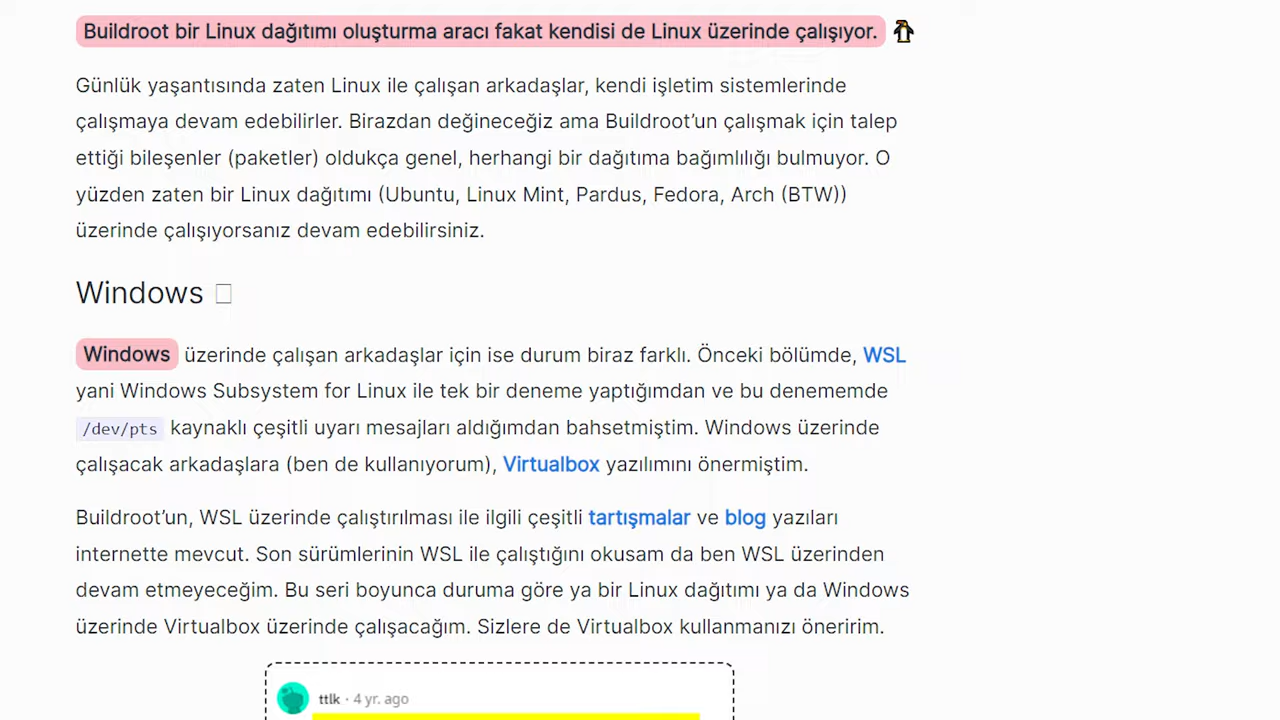 Buildroot bir Linux dağıtımı oluşturma aracı fakat kendisi de Linux üzerinde çalışıyor.
Günlük yaşantısında zaten Linux ile çalışan arkadaşlar, kendi işletim sistemlerinde
çalışmaya devam edebilirler. Birazdan değineceğiz ama Buildroot’un çalışmak için talep
ettiği bileşenler (paketler) oldukça genel, herhangi bir dağıtıma bağımlılığı bulmuyor. O
yüzden zaten bir Linux dağıtımı (Ubuntu, Linux Mint, Pardus, Fedora, Arch (BTW))
üzerinde çalışıyorsanız devam edebilirsiniz.
Windows
Windows üzerinde çalışan arkadaşlar için ise durum biraz farklı. Önceki bölümde, WSL
yani Windows Subsystem for Linux ile tek bir deneme yaptığımdan ve bu denememde
/dev/pts kaynaklı çeşitli uyarı mesajları aldığımdan bahsetmiştim. Windows üzerinde
çalışacak arkadaşlara (ben de kullanıyorum), Virtualbox yazılımını önermiştim.
Buildroot’un, WSL üzerinde çalıştırılması ile ilgili çeşitli tartışmalar ve blog yazıları
internette mevcut. Son sürümlerinin WSL ile çalıştığını okusam da ben WSL üzerinden
devam etmeyeceğim. Bu seri boyunca duruma göre ya bir Linux dağıtımı ya da Windows
üzerinde Virtualbox üzerinde çalışacağım. Sizlere de Virtualbox kullanmanızı öneririm.
ttlk · 4 yr. ago